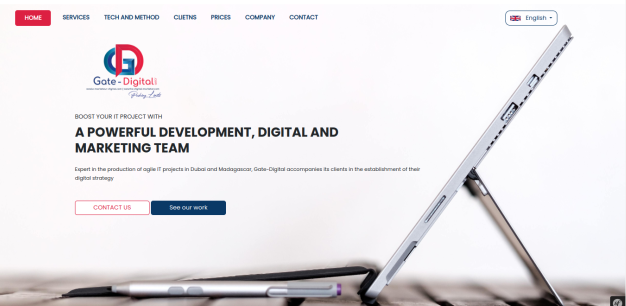 HOME SERVICES TECH AND METHOD CLIETNS PRICES COMPANY CONTACT English
Gate-Digital
BOOST YOUR IT PROJECT WITH
A POWERFUL DEVELOPMENT, DIGITAL AND
MARKETING TEAM
Expert in the production of agile IT projects in Dubai and Madagascar, Gate-Digital accompanies its clients in the establishment of their
digital strategy
CONTACT US See our work